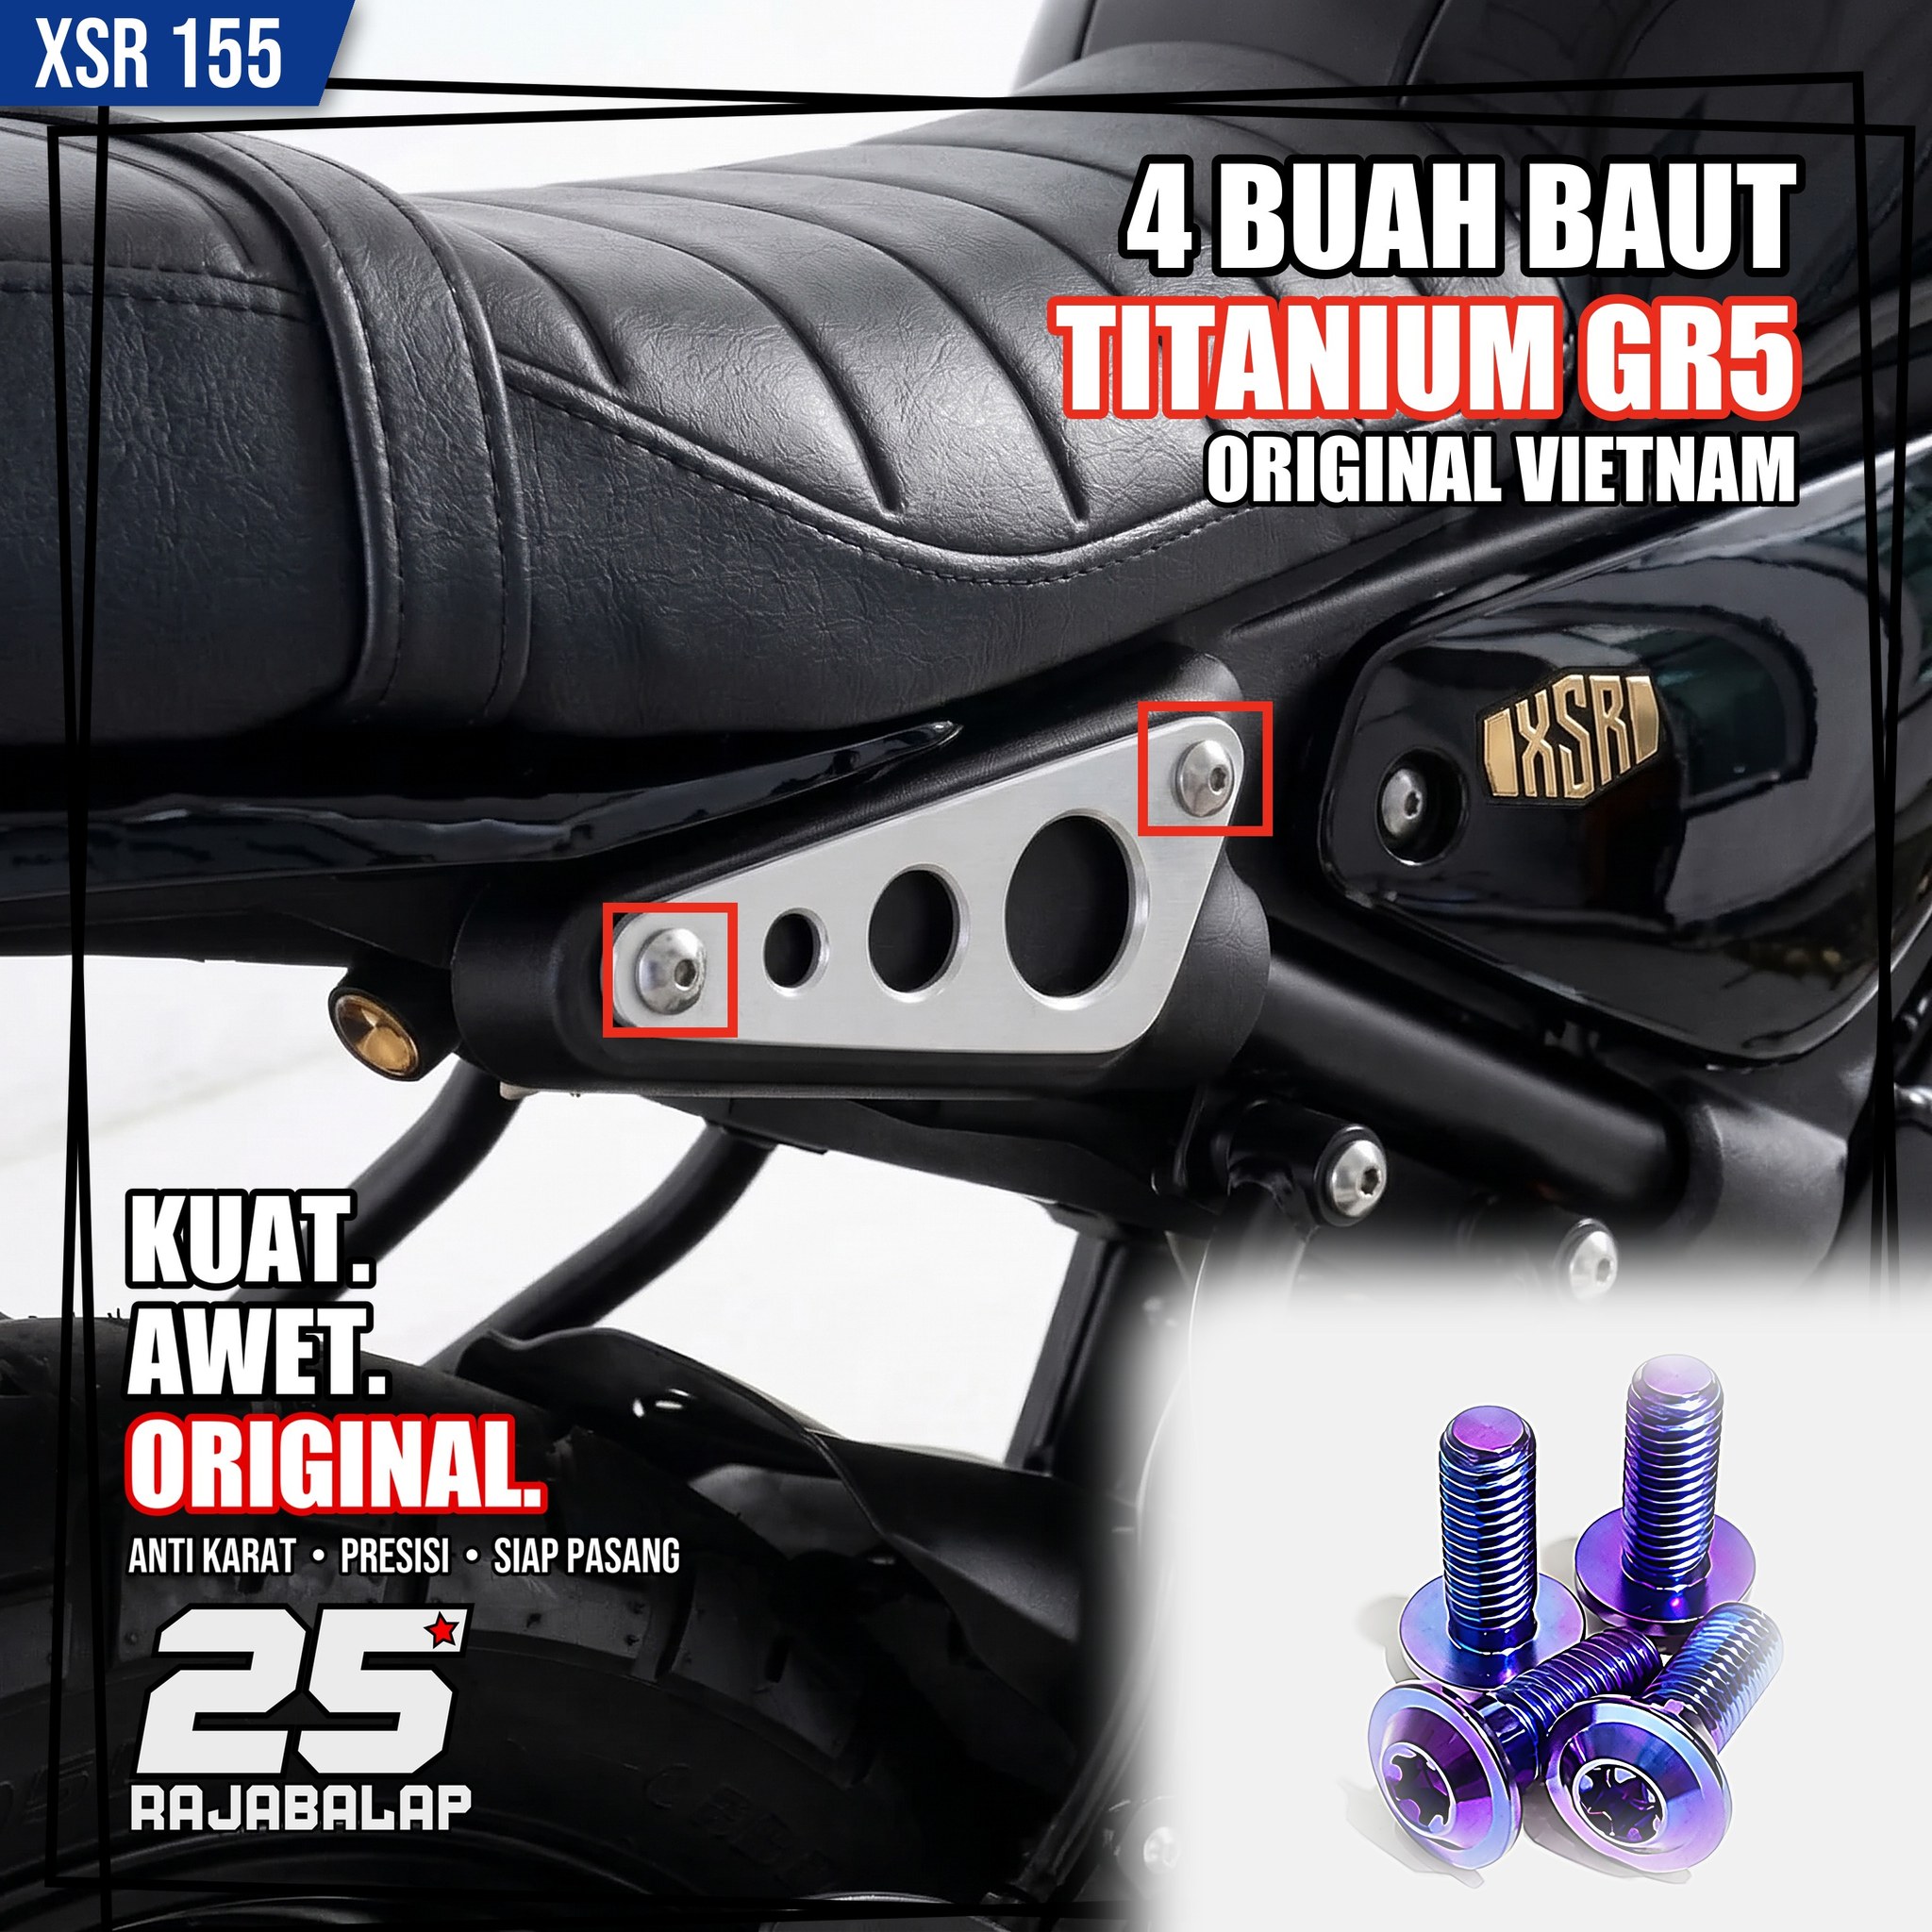 XSR 155
4 BUAH BAUT
TITANIUM GR5
ORIGINAL VIETNAM
XSR
KUAT.
AWET.
ORIGINAL.
ANTI KARAT • PRESISI • SIAP PASANG
25
RAJABALAP